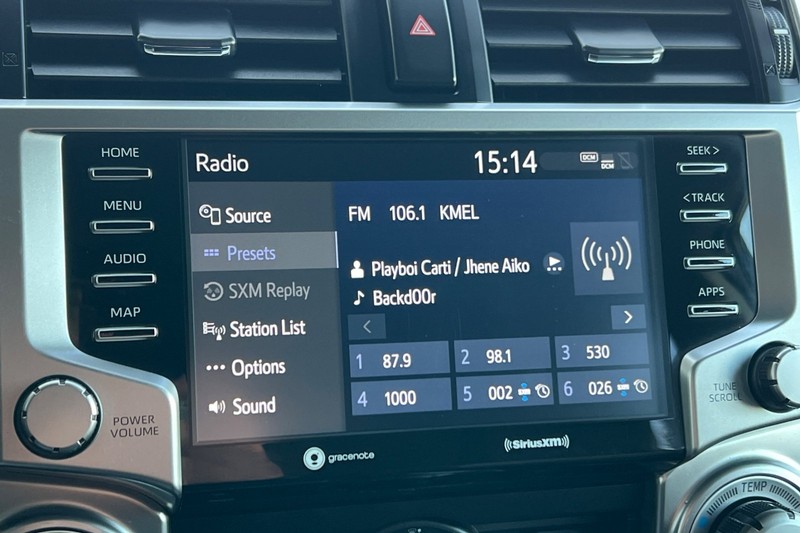 HOME
MENU
AUDIO
MAP
POWER
VOLUME
Radio
15:14
DCM
DCM
Source
Presets
SXM Replay
Station List
Options
Sound
FM 106.1 KMEL
Playboi Carti / Jhene Aiko
Backd00r
<
>
1 87.9
2 98.1
3 530
4 1000
5 002
6 026
gracenote
SiriusXM
SEEK >
< TRACK
PHONE
APPS
TUNE
SCROLL
TEMP